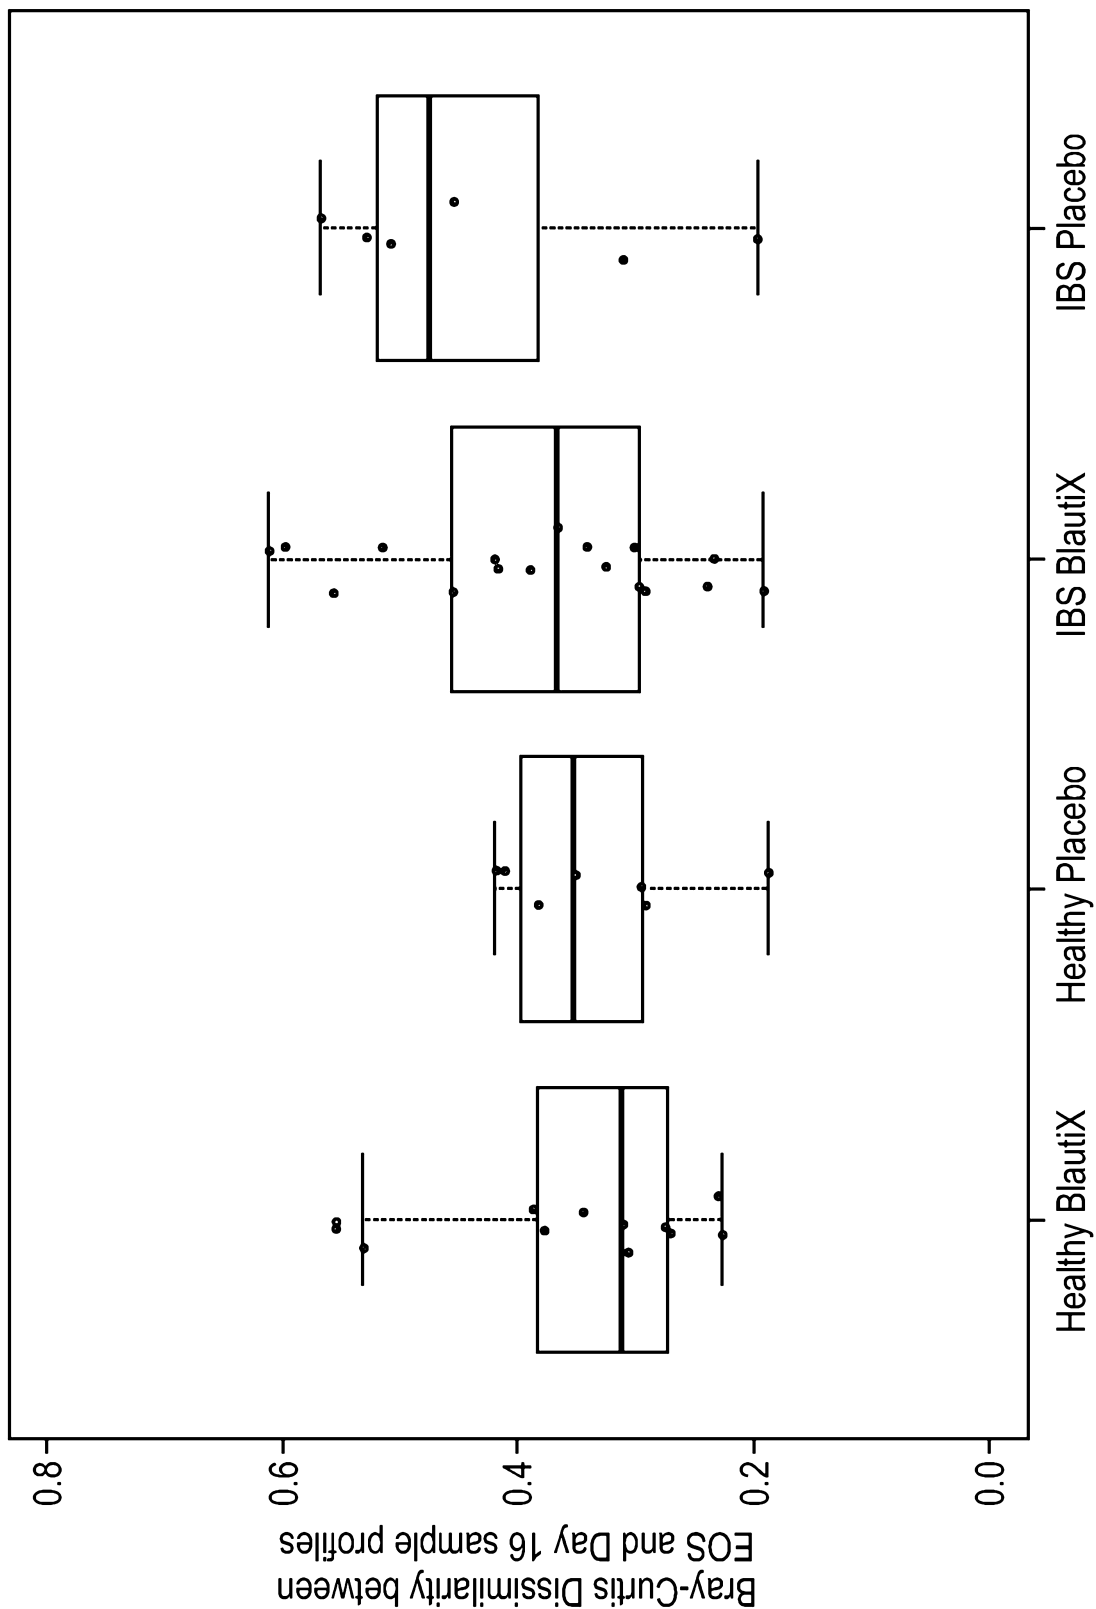 Bray-Curtis Dissimilarity between
EOS and Day 16 sample profiles
0.8
0.6
0.4
0.2
0.0
Healthy BlautiX
Healthy Placebo
IBS BlautiX
IBS Placebo